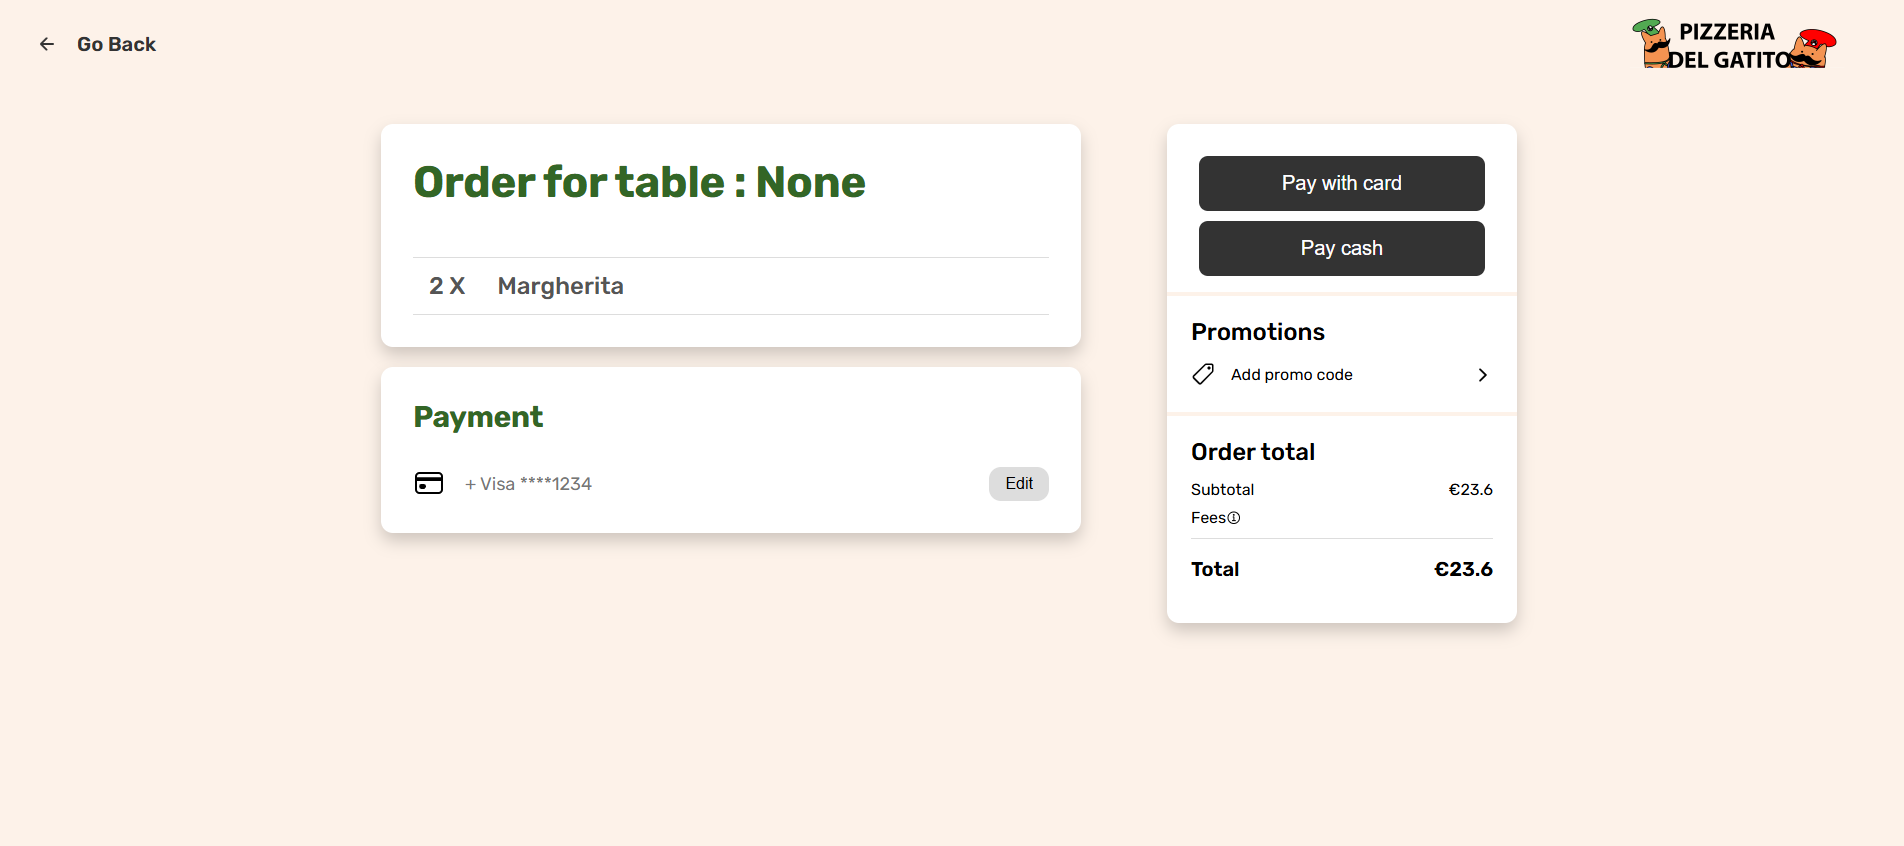 Go Back
PIZZERIA
DEL GATITO
Order for table : None
2 X Margherita
Payment
+ Visa ****1234
Edit
Pay with card
Pay cash
Promotions
Add promo code
Order total
Subtotal €23.6
Fees
Total €23.6